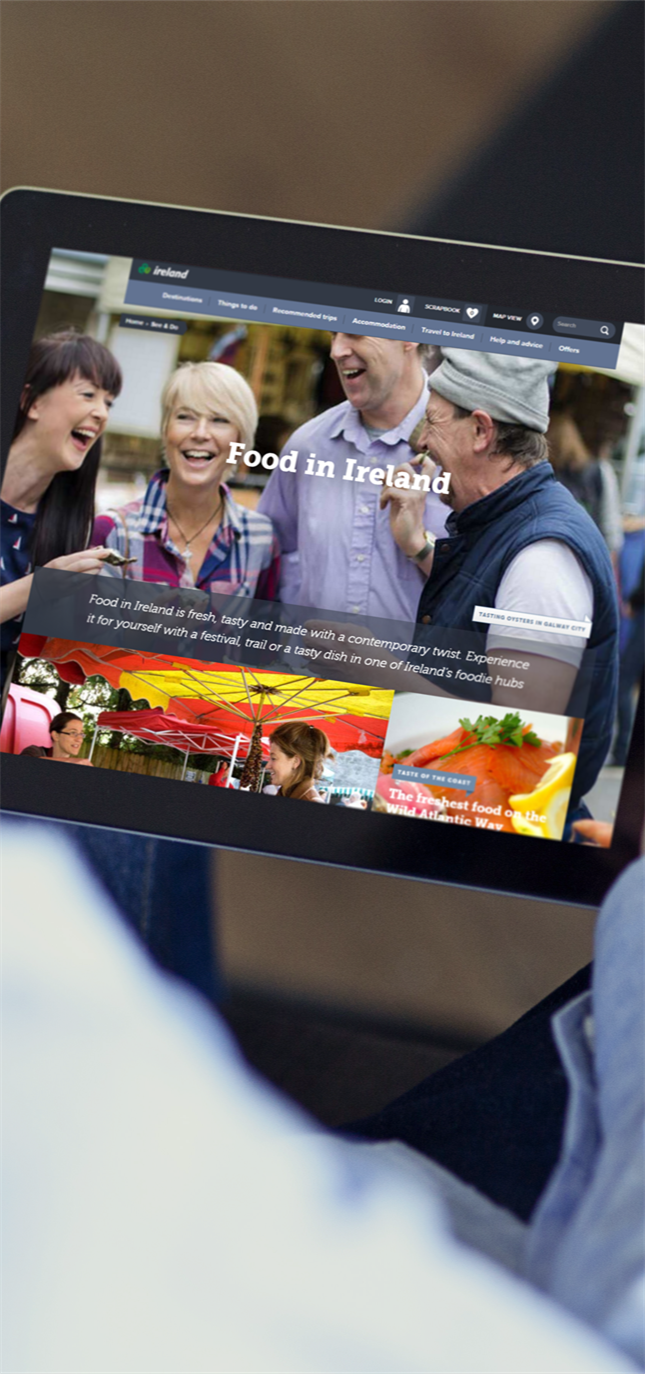 ireland
LOGIN
SCRAPBOOK
MAP VIEW
Search
Destinations
Things to do
Recommended trips
Accommodation
Travel to Ireland
Help and advice
Offers
Home > See & Do
Food in Ireland
TASTING OYSTERS IN GALWAY CITY
Food in Ireland is fresh, tasty and made with a contemporary twist. Experience
it for yourself with a festival, trail or a tasty dish in one of Ireland's foodie hubs
TASTE OF THE COAST
The freshest food on the
Wild Atlantic Way